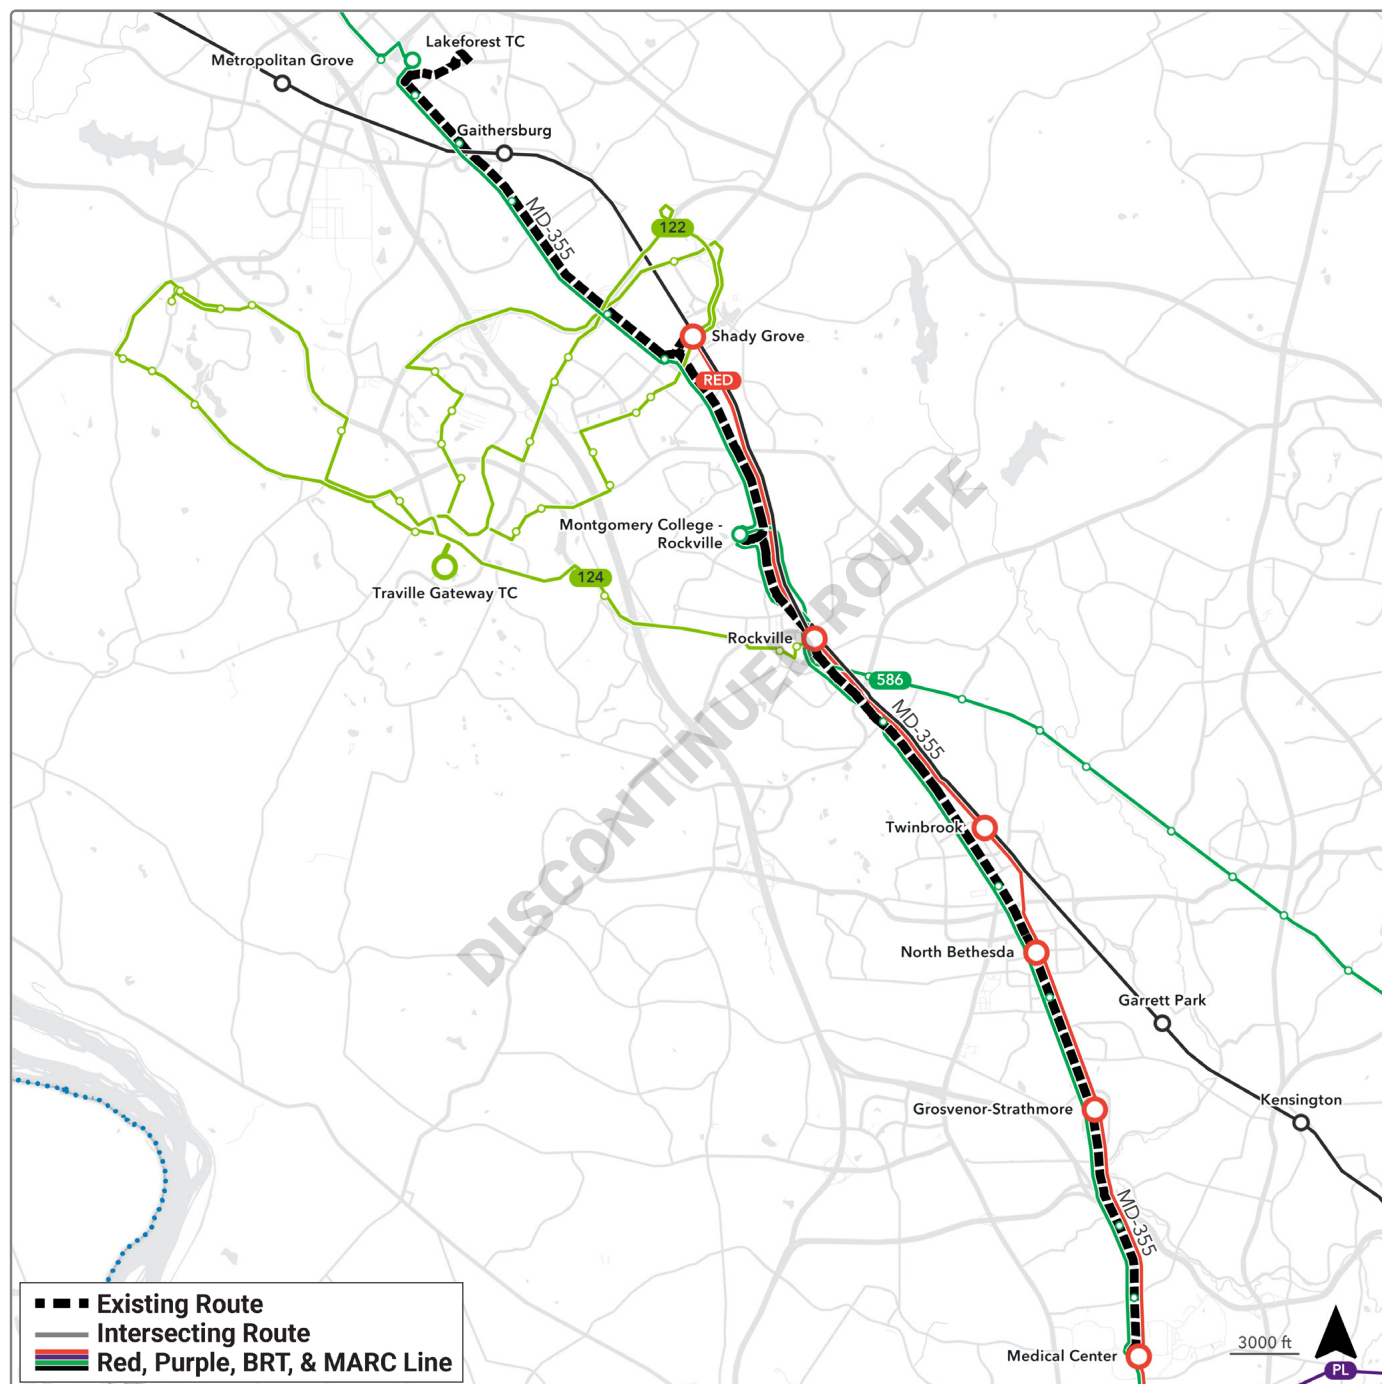 Lakeforest TC
Metropolitan Grove
Gaithersburg
MD-355
122
Shady Grove
RED
Montgomery College -
Rockville
124
Traville Gateway TC
Rockville
586
MD-355
DISCONTINUED ROUTE
Twinbrook
North Bethesda
Garrett Park
Kensington
Grosvenor-Strathmore
MD-355
Existing Route
Intersecting Route
Red, Purple, BRT, & MARC Line
3000 ft
Medical Center
PL